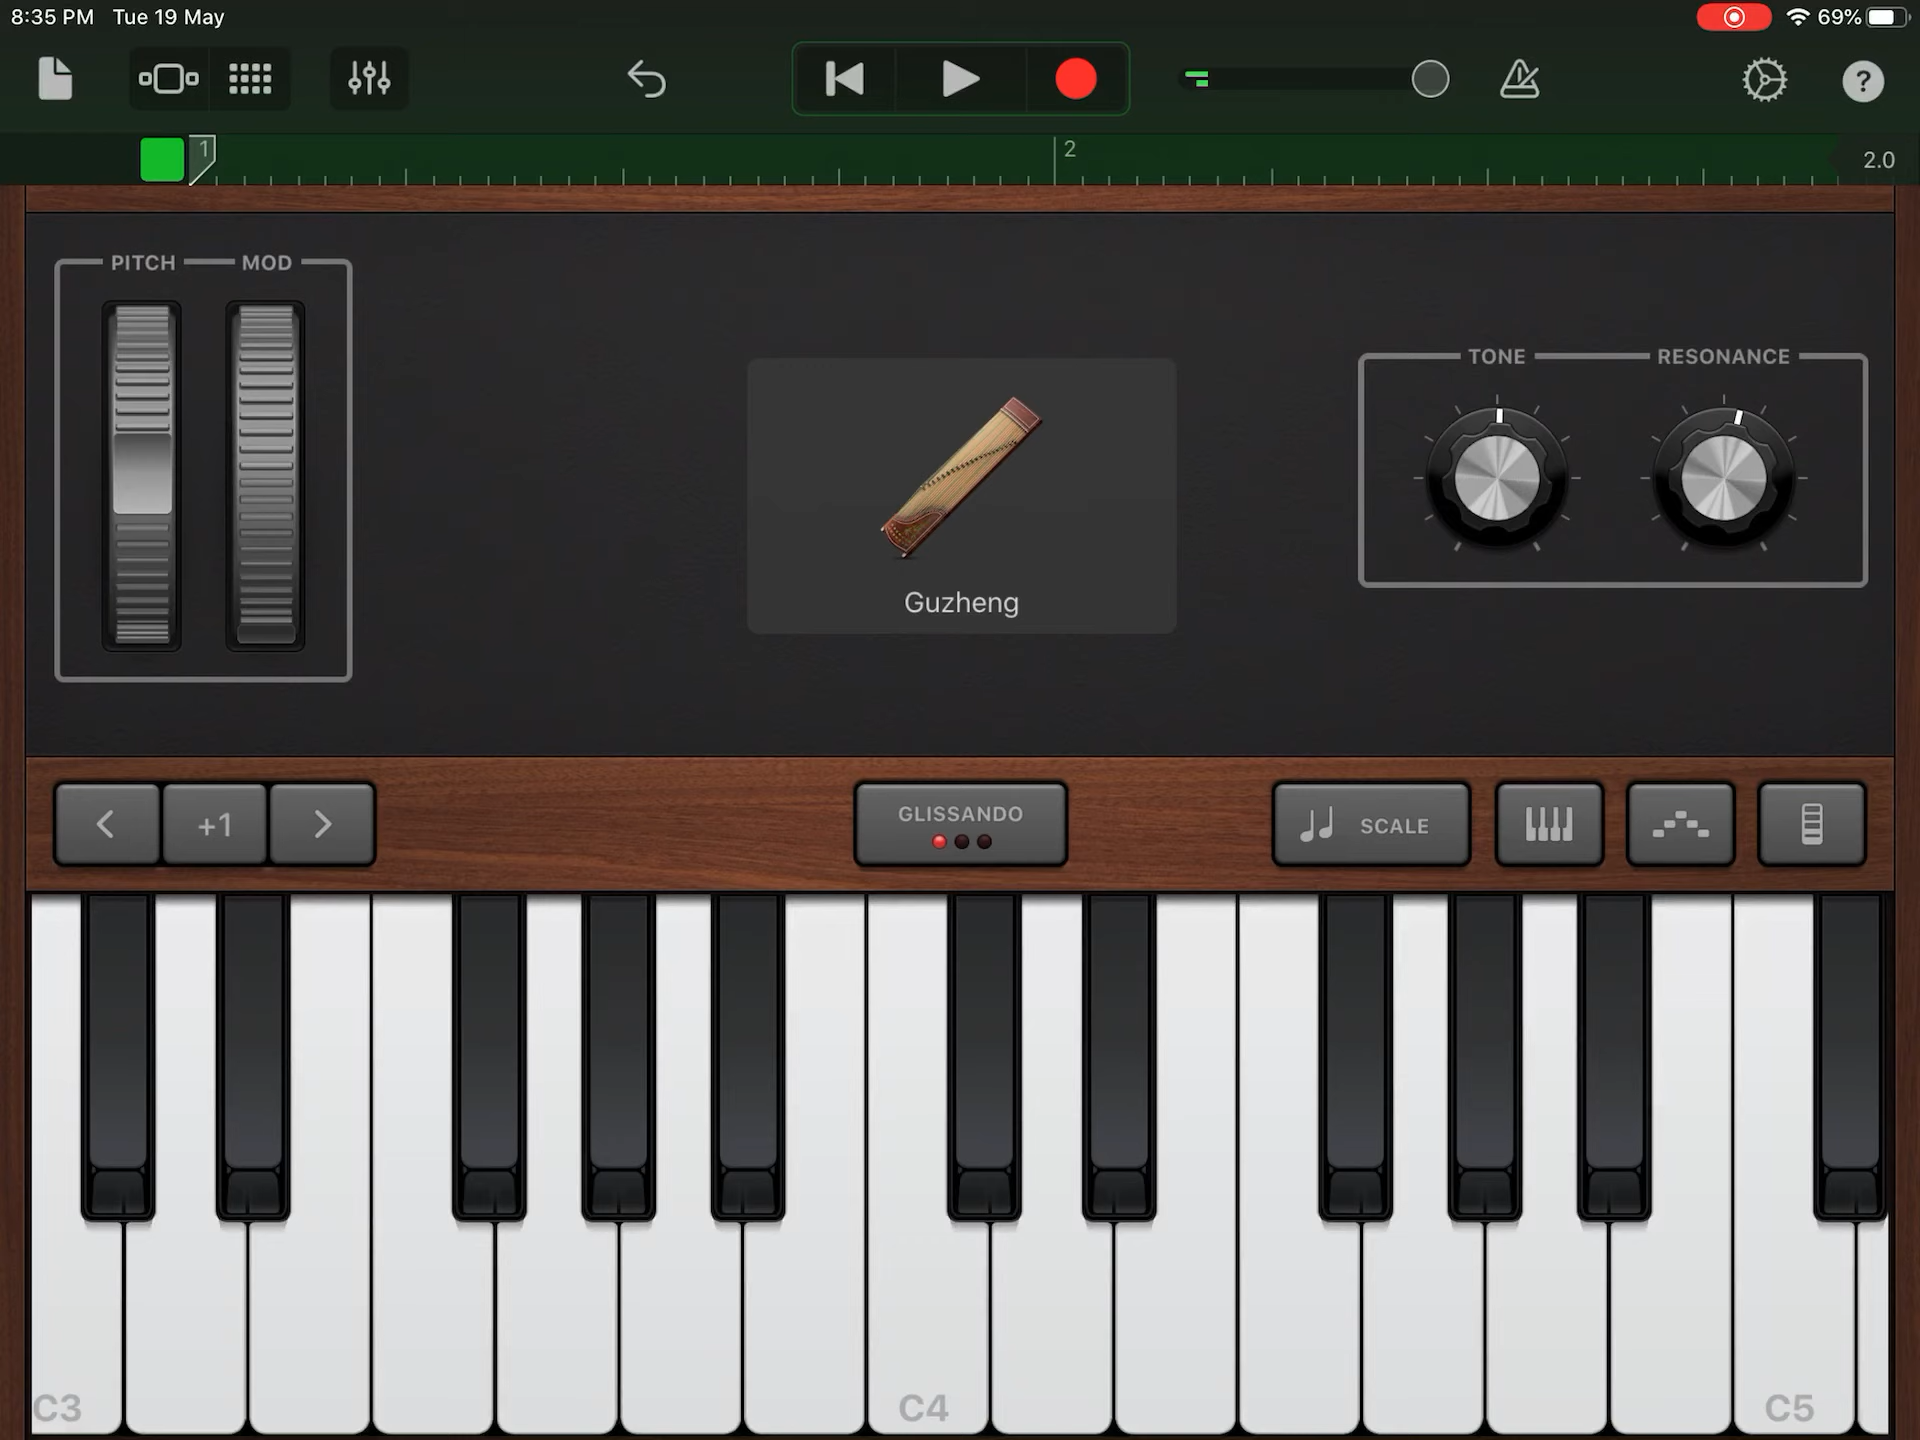 8:35 PM Tue 19 May
69%
?
1
2
2.0
PITCH MOD
TONE RESONANCE
Guzheng
+1
GLISSANDO
SCALE
C3
C4
C5